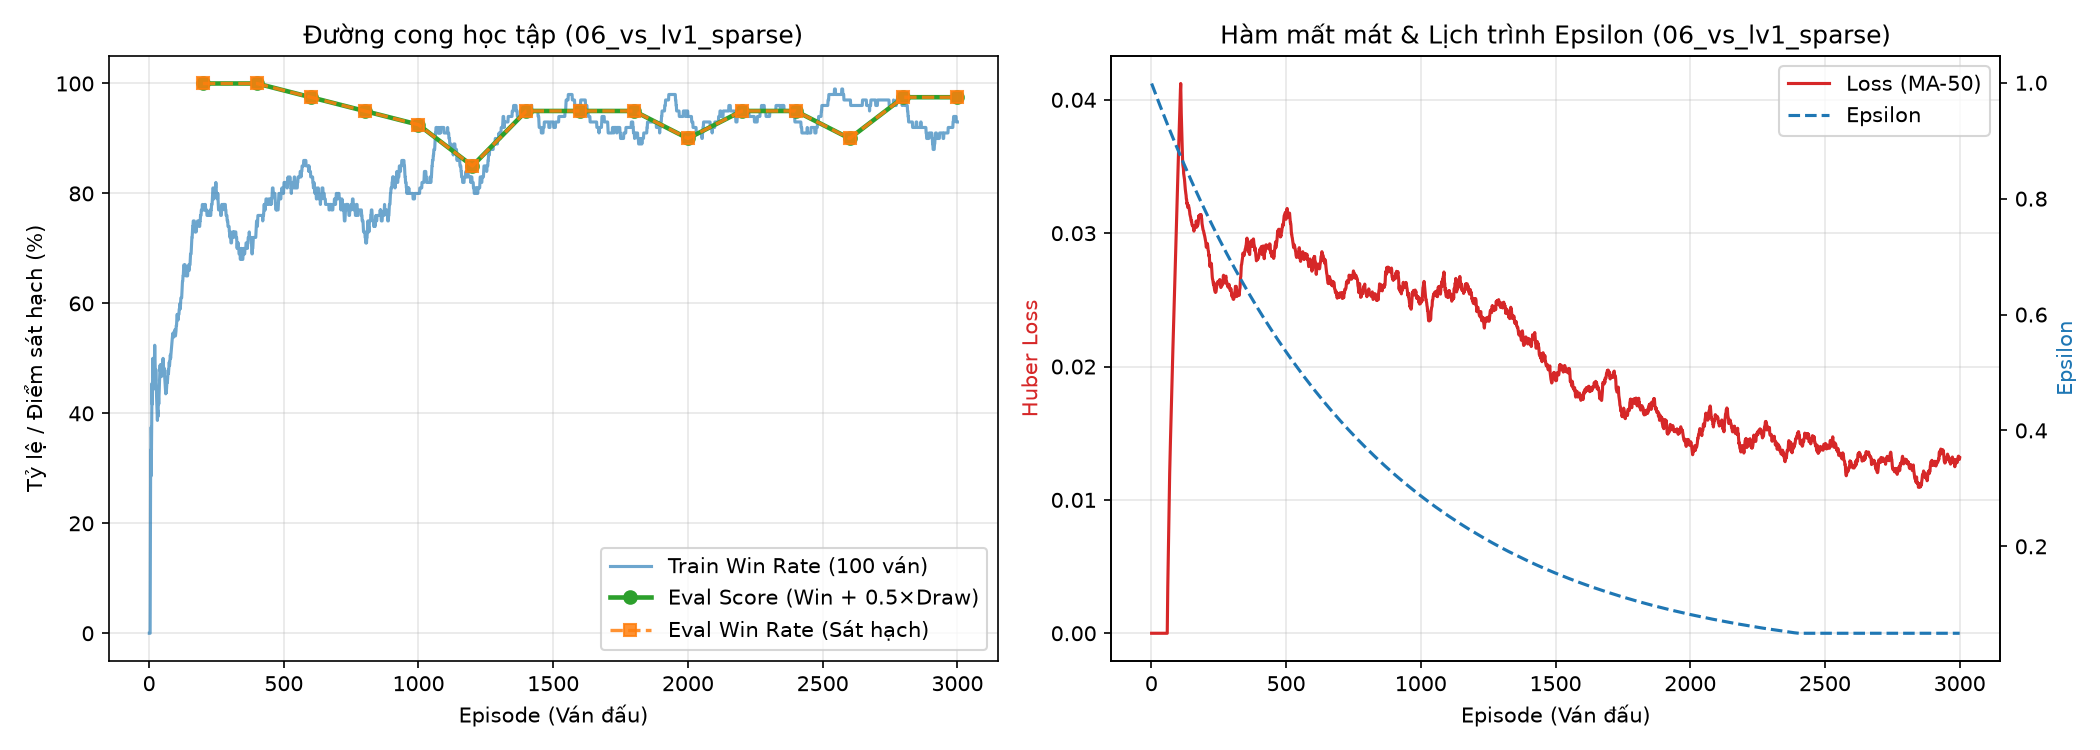 Đường cong học tập (06_vs_lv1_sparse)
Tỷ lệ / Điểm sát hạch (%)
100
80
60
40
20
0
0 500 1000 1500 2000 2500 3000
Episode (Ván đấu)
Train Win Rate (100 ván)
Eval Score (Win + 0.5×Draw)
Eval Win Rate (Sát hạch)
Hàm mất mát & Lịch trình Epsilon (06_vs_lv1_sparse)
Huber Loss
0.04
0.03
0.02
0.01
0.00
0 500 1000 1500 2000 2500 3000
Episode (Ván đấu)
Loss (MA-50)
Epsilon
1.0
0.8
0.6
0.4
0.2
Epsilon